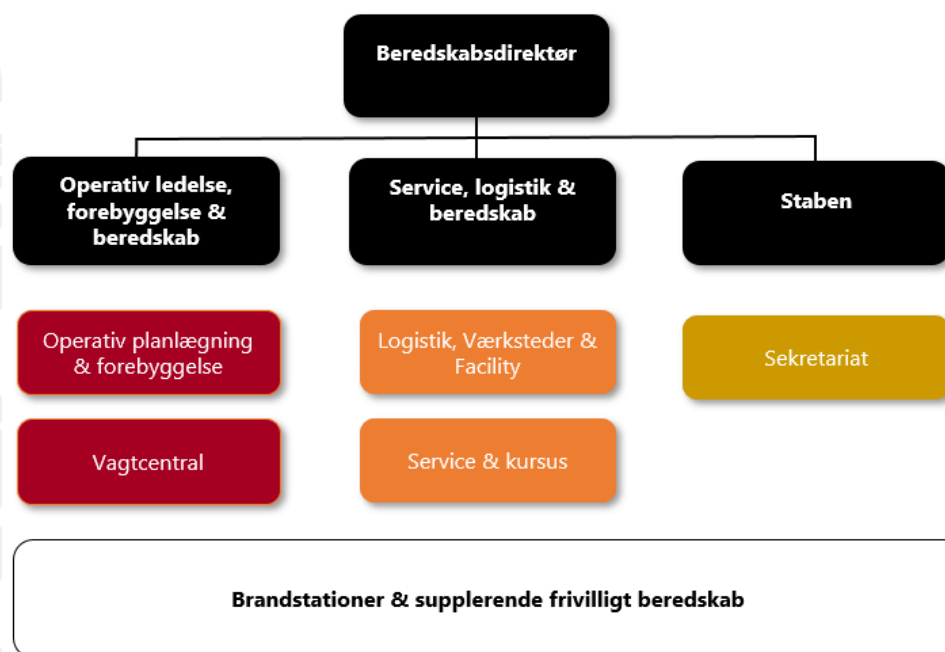 Beredskabsdirektør
Operativ ledelse,
forebyggelse &
beredskab
Service, logistik &
beredskab
Staben
Operativ planlægning
& forebyggelse
Logistik, Værksteder &
Facility
Sekretariat
Vagtcentral
Service & kursus
Brandstationer & supplerende frivilligt beredskab